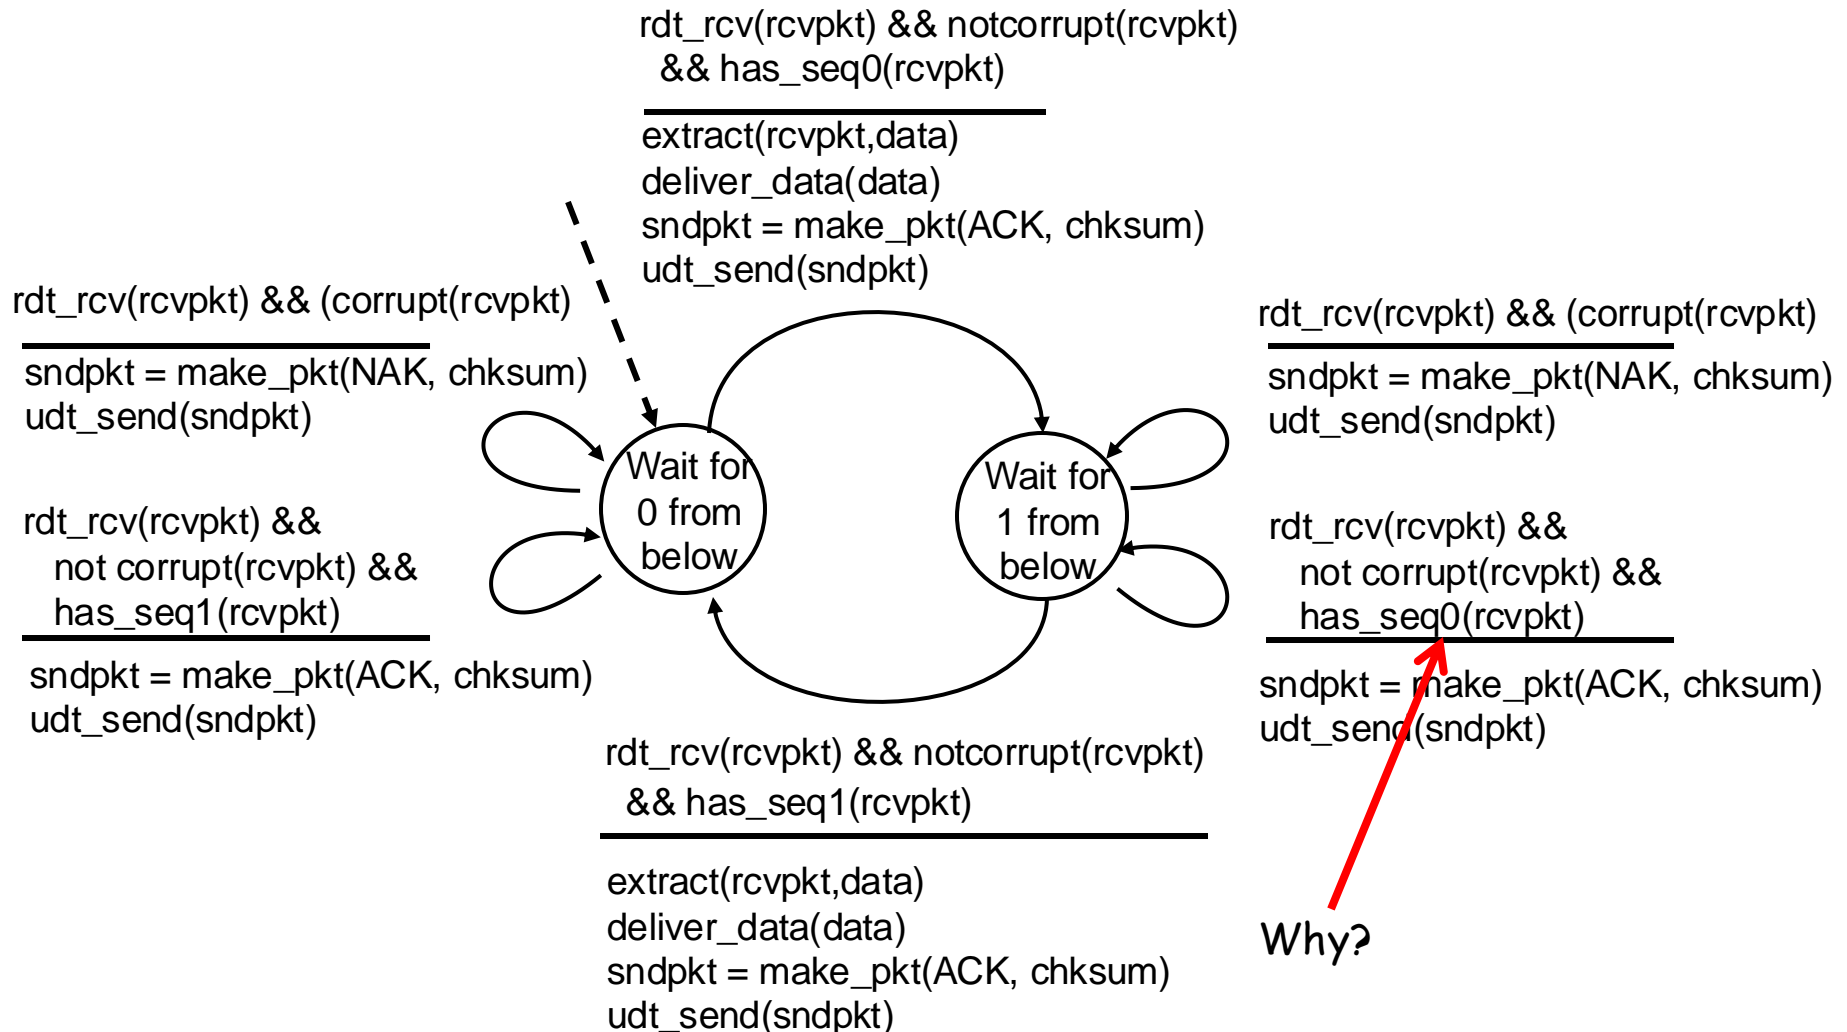 rdt_rcv(rcvpkt) && notcorrupt(rcvpkt)
&& has_seq0(rcvpkt)
extract(rcvpkt,data)
deliver_data(data)
sndpkt = make_pkt(ACK, chksum)
udt_send(sndpkt)
rdt_rcv(rcvpkt) && (corrupt(rcvpkt)
sndpkt = make_pkt(NAK, chksum)
udt_send(sndpkt)
rdt_rcv(rcvpkt) &&
not corrupt(rcvpkt) &&
has_seq1(rcvpkt)
sndpkt = make_pkt(ACK, chksum)
udt_send(sndpkt)
Wait for
0 from
below
Wait for
1 from
below
rdt_rcv(rcvpkt) && (corrupt(rcvpkt)
sndpkt = make_pkt(NAK, chksum)
udt_send(sndpkt)
rdt_rcv(rcvpkt) &&
not corrupt(rcvpkt) &&
has_seq0(rcvpkt)
sndpkt = make_pkt(ACK, chksum)
udt_send(sndpkt)
rdt_rcv(rcvpkt) && notcorrupt(rcvpkt)
&& has_seq1(rcvpkt)
extract(rcvpkt,data)
deliver_data(data)
sndpkt = make_pkt(ACK, chksum)
udt_send(sndpkt)
Why?